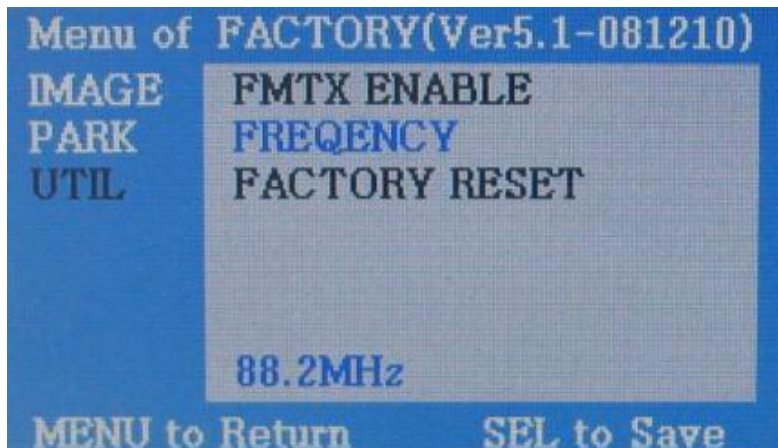 Menu of FACTORY(Ver5.1-081210)
IMAGE FMTX ENABLE
PARK FREQENCY
UTIL FACTORY RESET
88.2MHz
MENU to Return SEL to Save